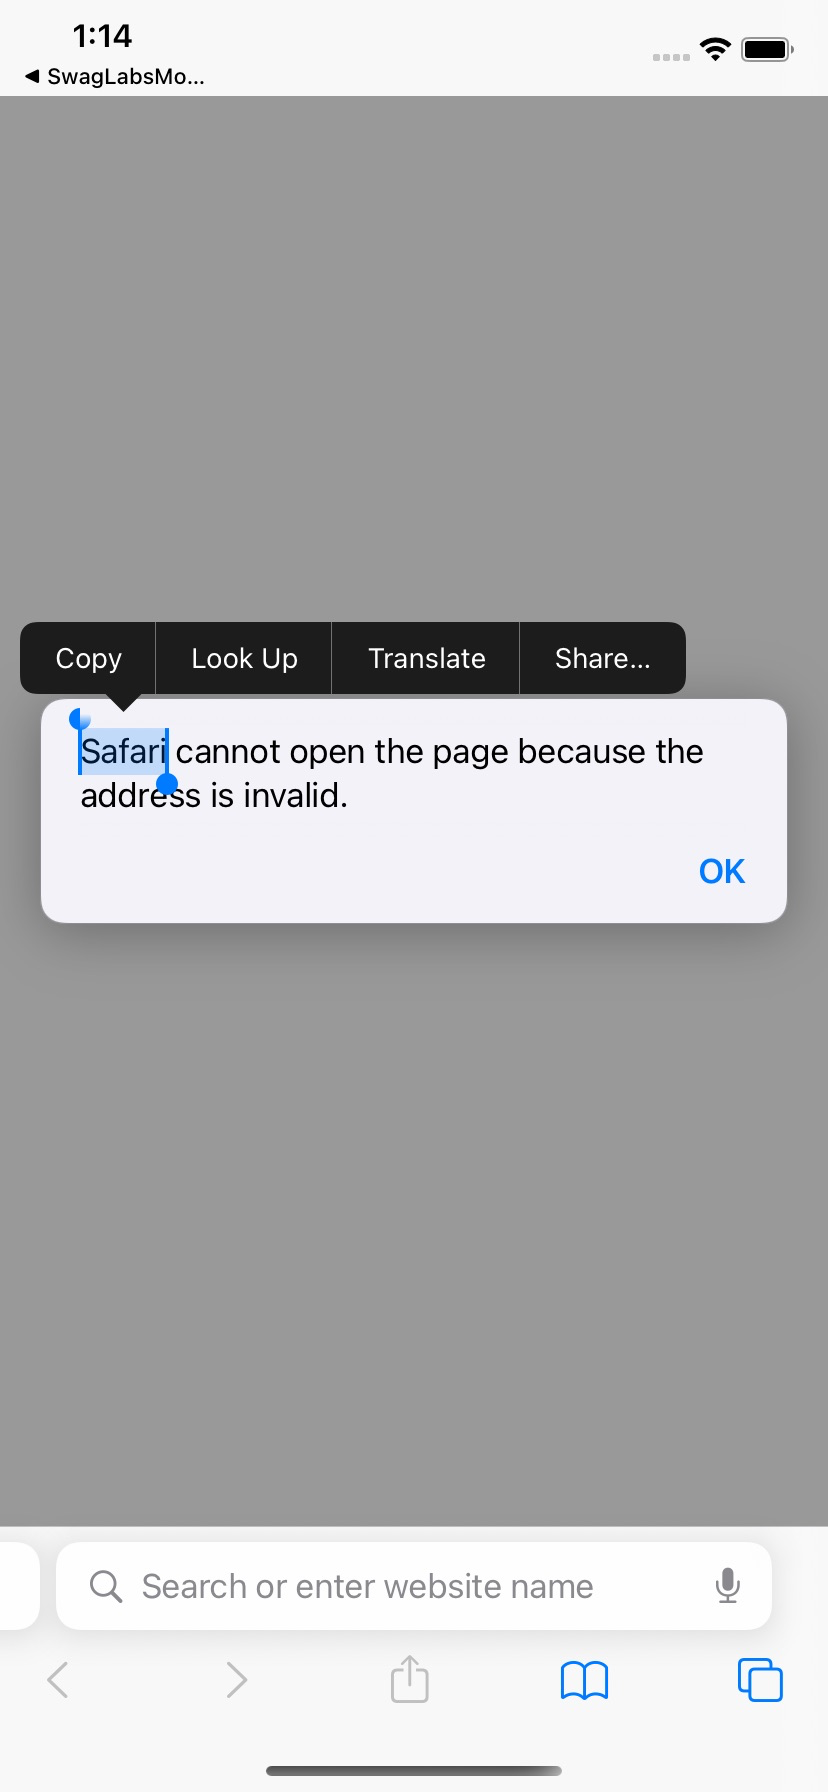 1:14
SwagLabsMo...
Copy
Look Up
Translate
Share...
Safari cannot open the page because the
address is invalid.
OK
Search or enter website name